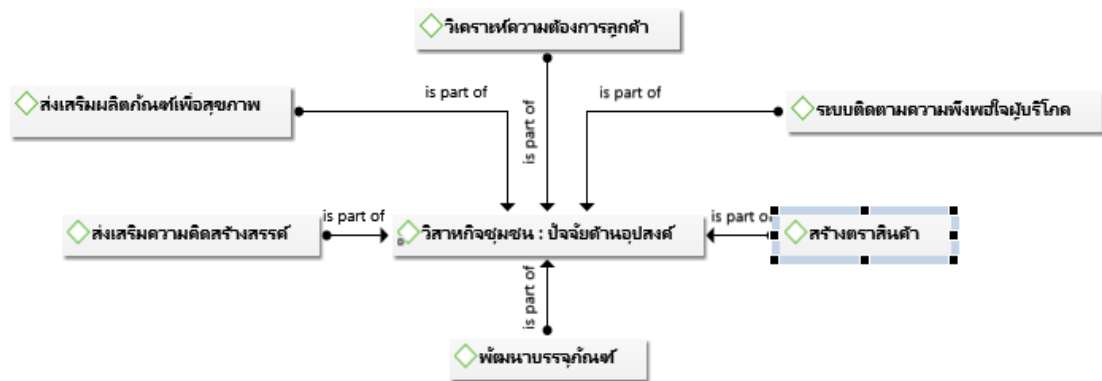 วิเคราะห์ความต้องการลูกค้า
ส่งเสริมผลิตภัณฑ์เพื่อสุขภาพ
is part of
is part of
is part of
ระบบติดตามความพึงพอใจผู้บริโภค
ส่งเสริมความคิดสร้างสรรค์
is part of
วิสาหกิจชุมชน : ปัจจัยด้านอุปสงค์
is part of
สร้างตราสินค้า
is part of
พัฒนาบรรจุภัณฑ์